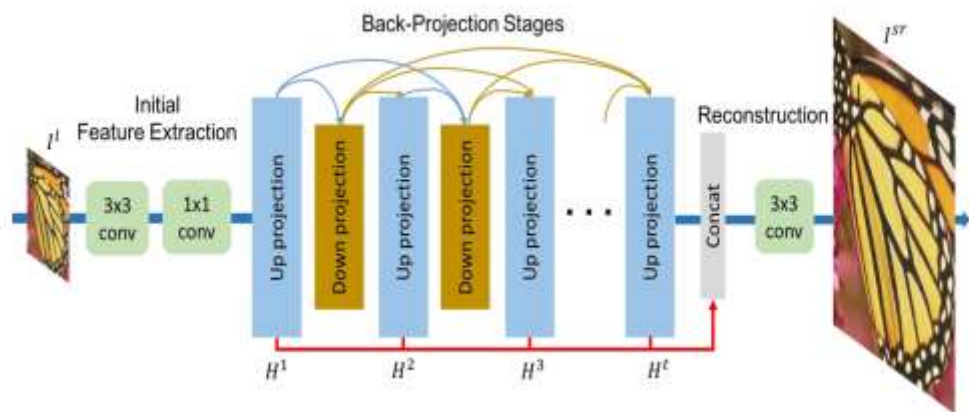 Back-Projection Stages
I^sr
Initial
Feature Extraction
Reconstruction
I^l
3x3
conv
1x1
conv
Up projection
Down projection
Up projection
Down projection
Up projection
...
Up projection
Concat
3x3
conv
H^1
H^2
H^3
H^t